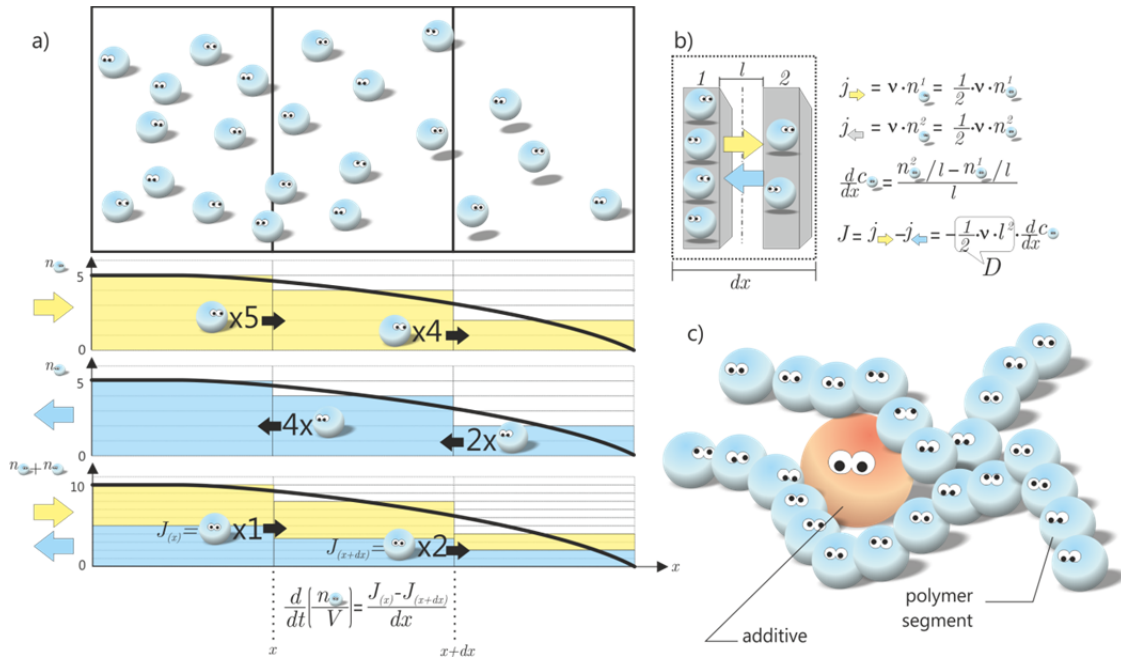 a)
n
5
x5
x4
0
n
5
4x
2x
0
n + n
10
J(x)= x1
J(x+dx)= x2
0
x
d/dt(n/V)=J(x)-J(x+dx)/dx
x
x+dx
b)
1 l 2
dx
j = ν·n¹ = 1/2·ν·n¹
j = ν·n² = 1/2·ν·n²
d/dx c = n²/l - n¹/l / l
J = j - j = -1/2·ν·l²·d/dx c
D
c)
polymer
segment
additive